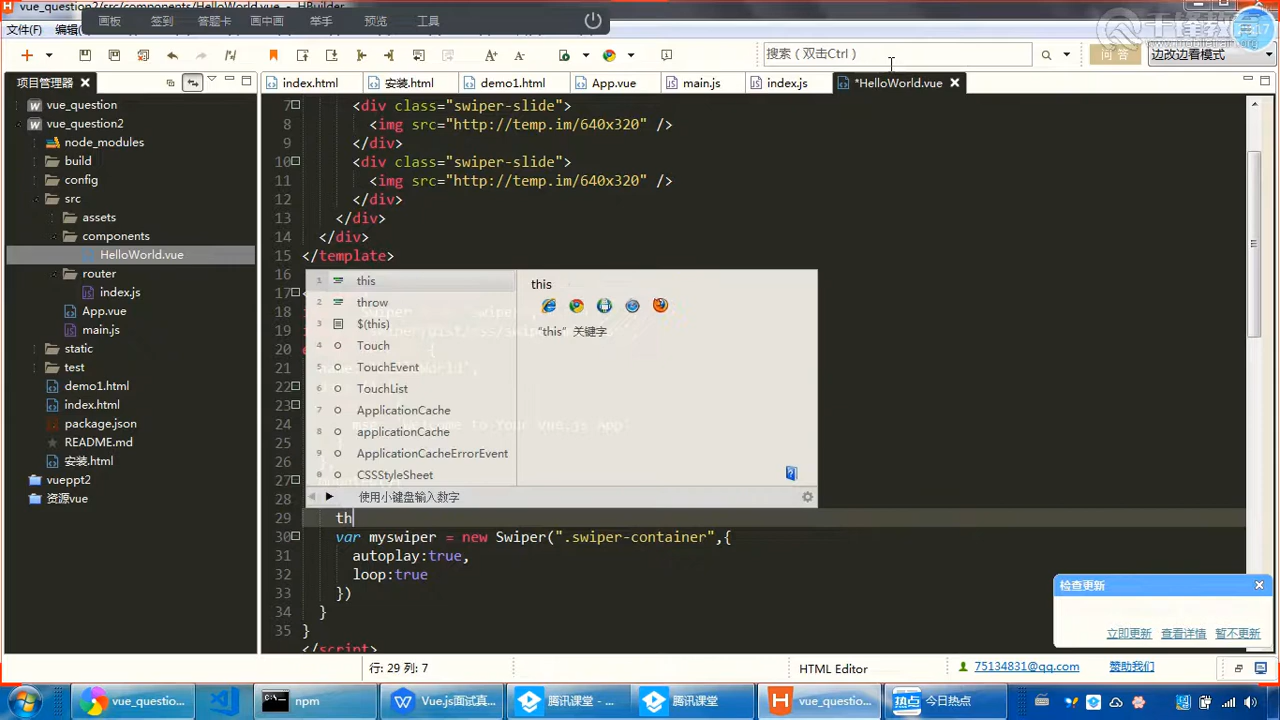 vue_question2/src/components/HelloWorld.vue - HBuilder
画板 签到 答题卡 画中画 举手 预览 工具
文件(F) 编辑
千锋教育
搜索（双击Ctrl）
问答 边改边看模式
项目管理器
index.html 安装.html demo1.html App.vue main.js index.js *HelloWorld.vue
vue_question
vue_question2
node_modules
build
config
src
assets
components
HelloWorld.vue
router
index.js
App.vue
main.js
static
test
demo1.html
index.html
package.json
README.md
安装.html
vueppt2
资源vue
7 <div class="swiper-slide">
8 <img src="http://temp.im/640x320" />
9 </div>
10 <div class="swiper-slide">
11 <img src="http://temp.im/640x320" />
12 </div>
13 </div>
14 </div>
15 </template>
16
17
18
19
20
21
22
23
24
25
26
27
28
29 th
30 var myswiper = new Swiper(".swiper-container",{
31 autoplay:true,
32 loop:true
33 })
34 }
35 }
</script>
1 this
2 throw
3 $(this)
4 Touch
5 TouchEvent
6 TouchList
7 ApplicationCache
8 applicationCache
9 ApplicationCacheErrorEvent
0 CSSStyleSheet
使用小键盘输入数字
this
"this" 关键字
检查更新
立即更新 查看详情 暂不更新
行: 29 列: 7
HTML Editor
75134831@qq.com
赞助我们
vue_questio...
npm
Vue.js面试真...
腾讯课堂 - ...
腾讯课堂
vue_questio...
今日热点